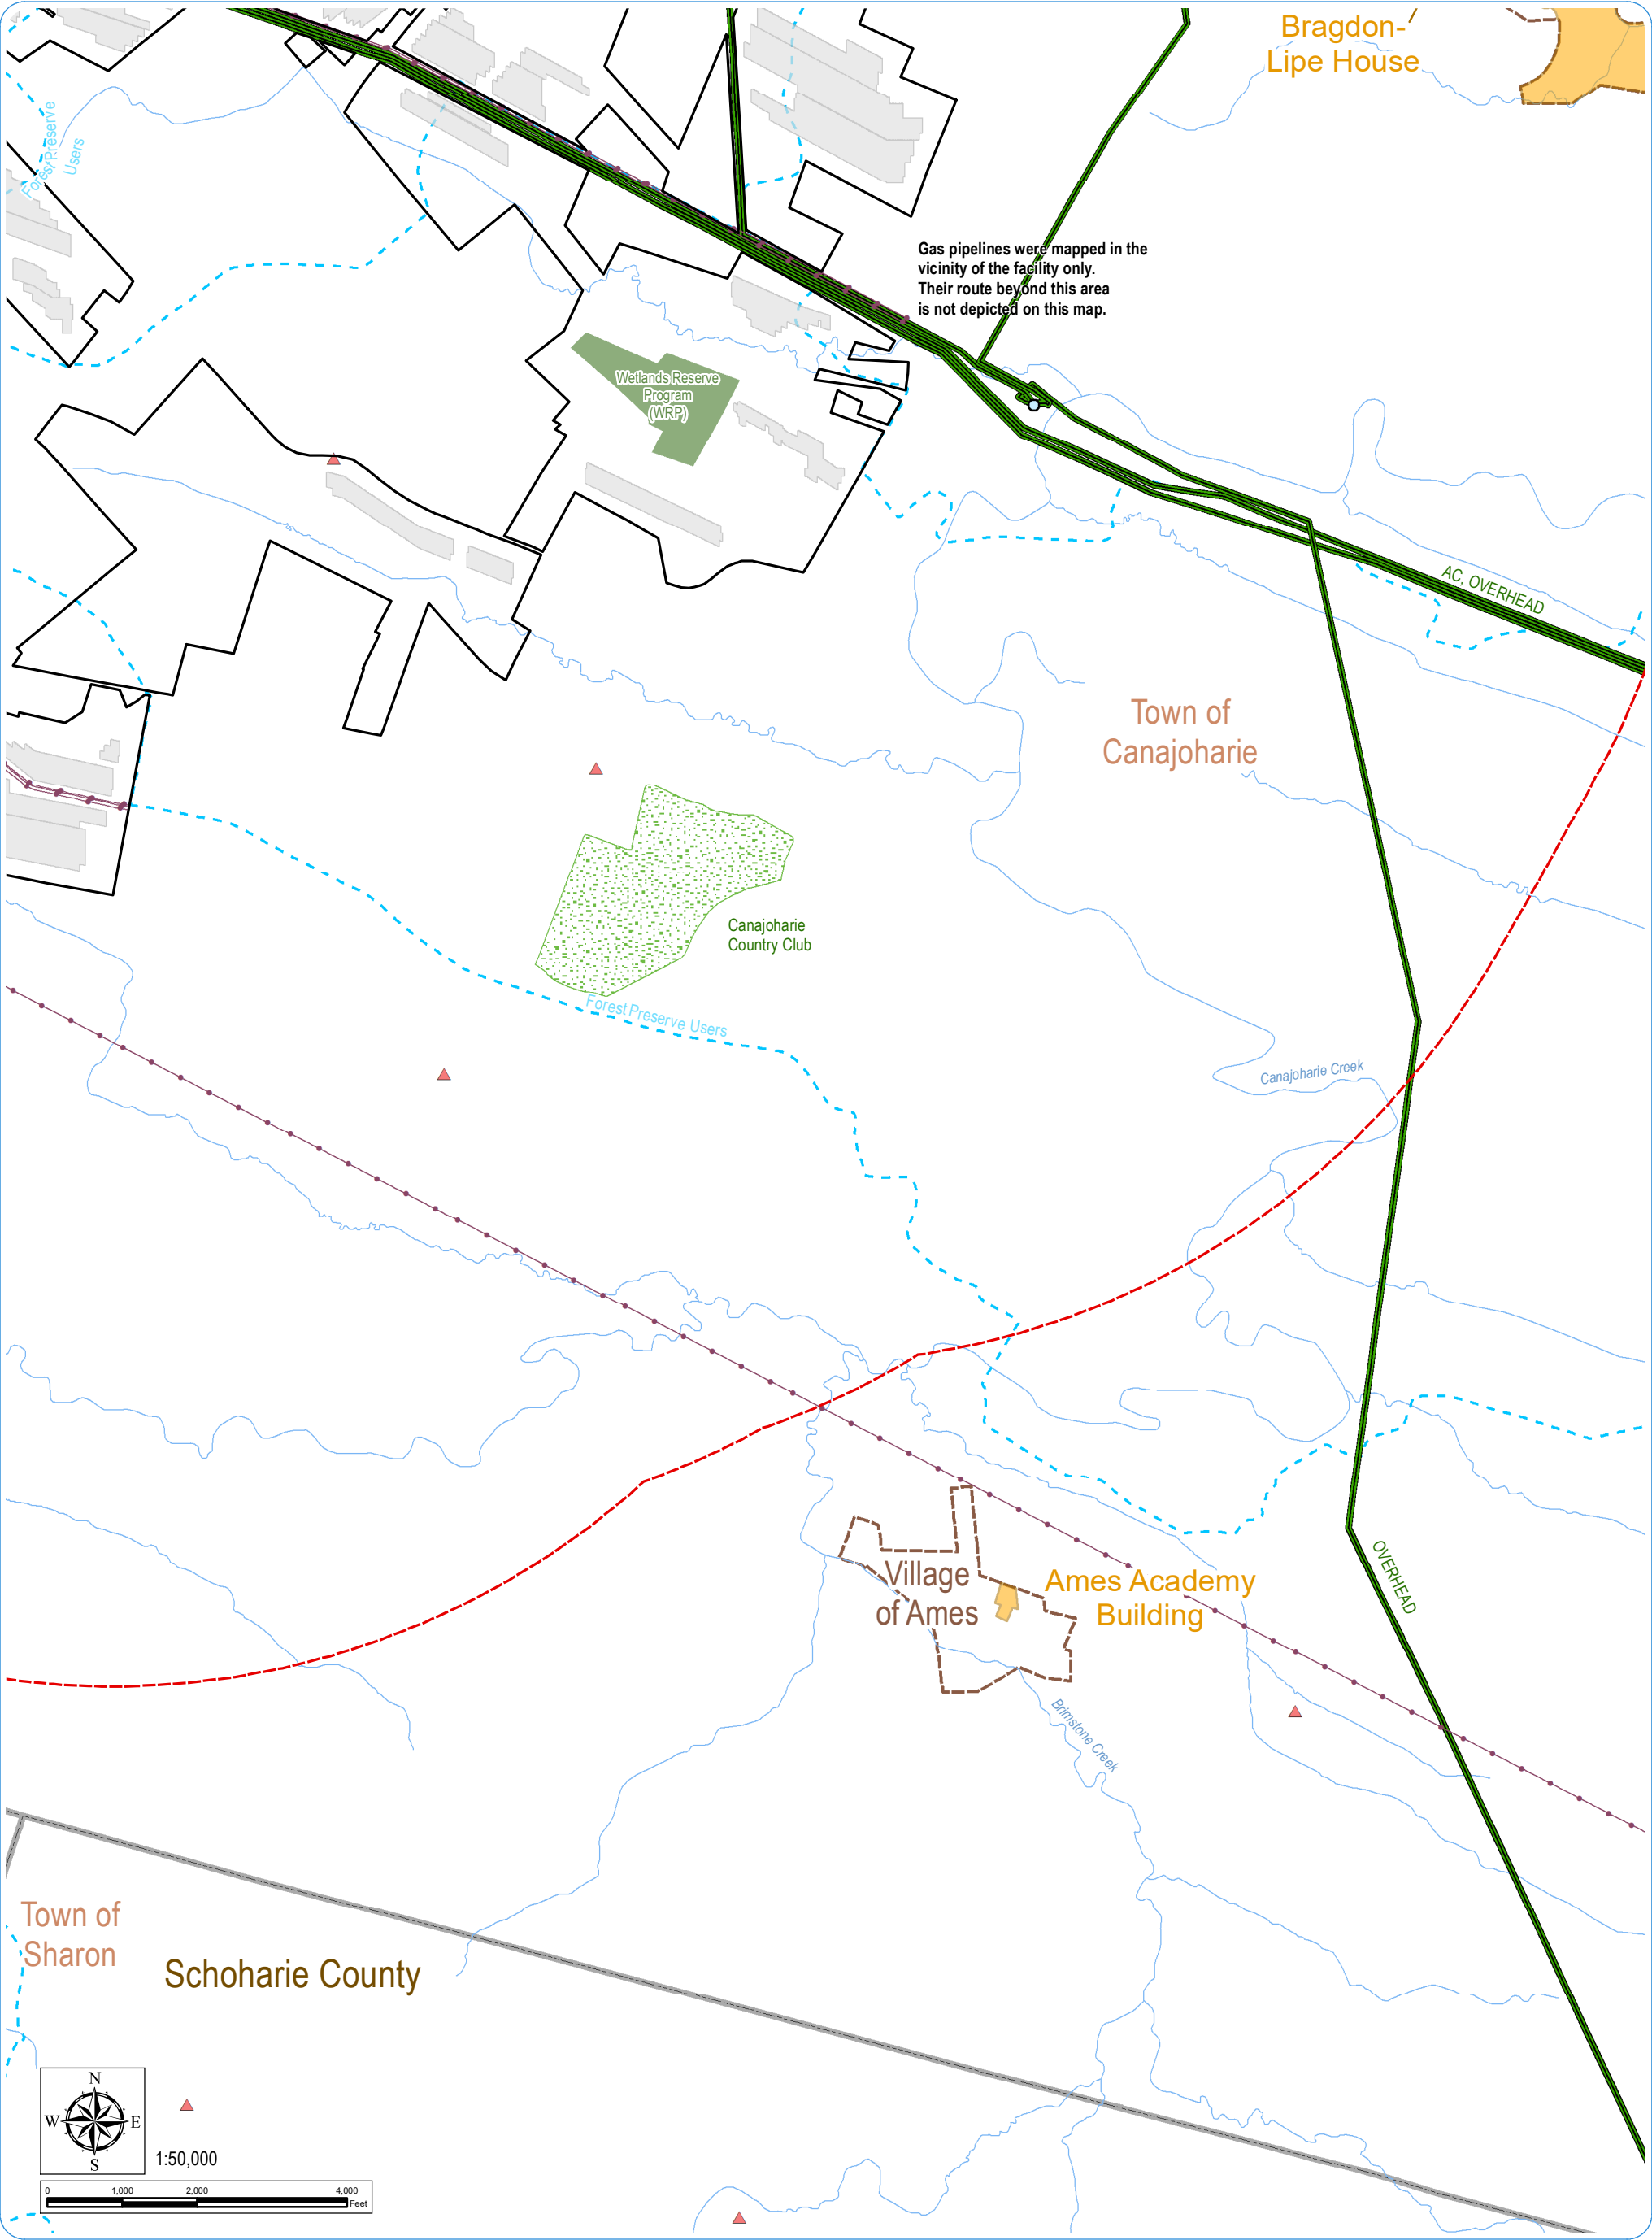 Bragdon-
Lipe House
Forest Preserve
Users
Gas pipelines were mapped in the
vicinity of the facility only.
Their route beyond this area
is not depicted on this map.
Wetlands Reserve
Program
(WRP)
AC, OVERHEAD
Town of
Canajoharie
Canajoharie
Country Club
Forest Preserve Users
Canajoharie Creek
OVERHEAD
Village
of Ames
Ames Academy
Building
Brimstone Creek
Town of
Sharon
Schoharie County
N
W E
S
1:50,000
0 1,000 2,000 4,000
Feet